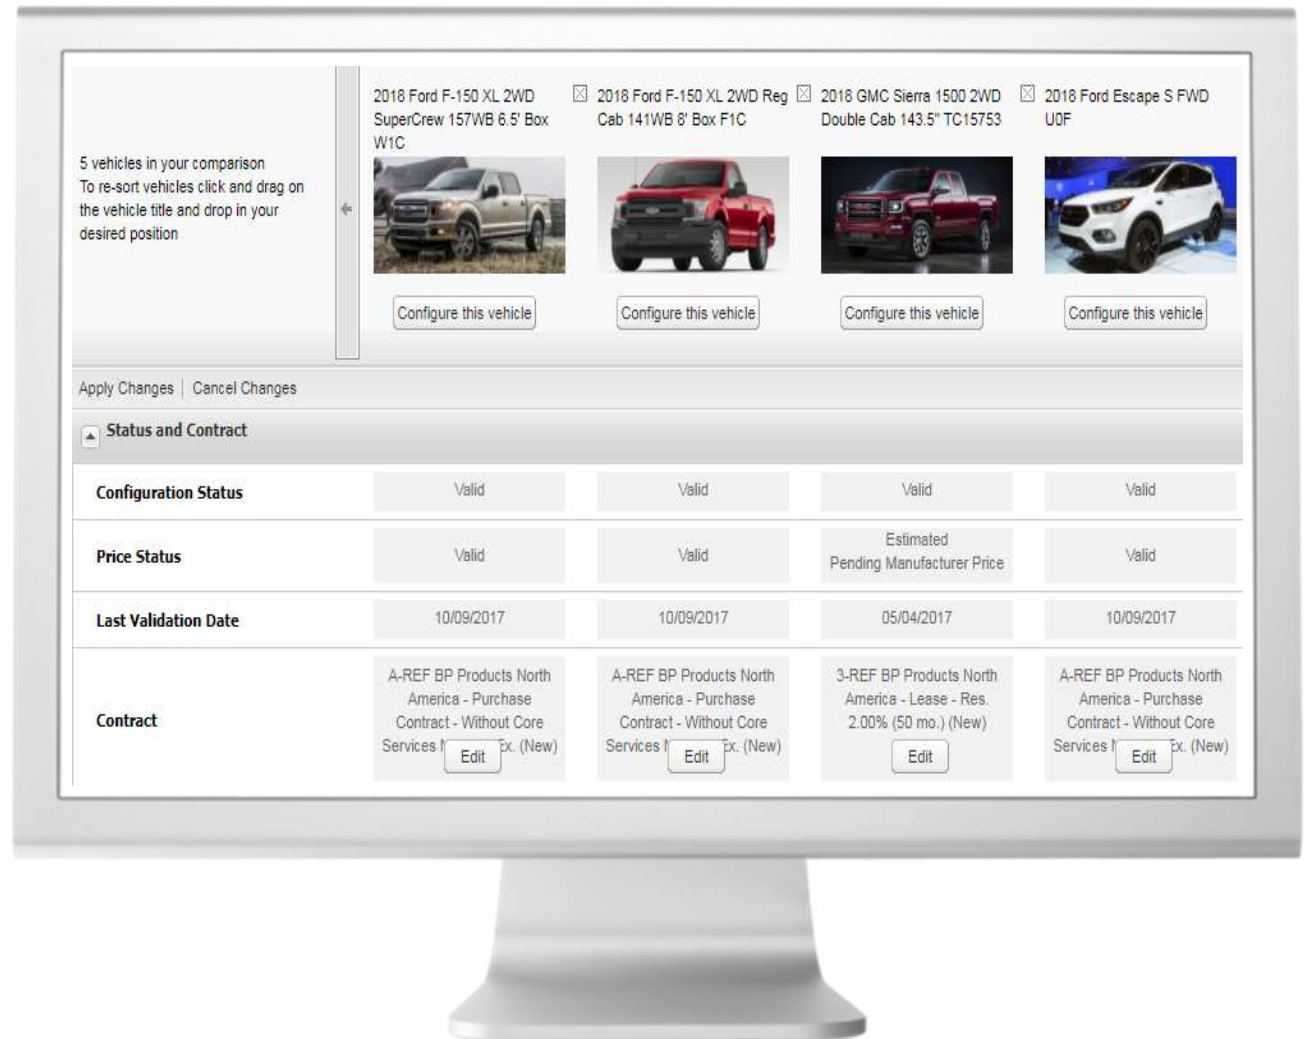 2018 Ford F-150 XL 2WD
SuperCrew 157WB 6.5' Box
W1C
2018 Ford F-150 XL 2WD Reg
Cab 141WB 8' Box F1C
2018 GMC Sierra 1500 2WD
Double Cab 143.5" TC15753
2018 Ford Escape S FWD
U0F
5 vehicles in your comparison
To re-sort vehicles click and drag on
the vehicle title and drop in your
desired position
Configure this vehicle
Configure this vehicle
Configure this vehicle
Configure this vehicle
Apply Changes | Cancel Changes
Status and Contract
Configuration Status
Valid
Valid
Valid
Valid
Price Status
Valid
Valid
Estimated
Pending Manufacturer Price
Valid
Last Validation Date
10/09/2017
10/09/2017
05/04/2017
10/09/2017
Contract
A-REF BP Products North
America - Purchase
Contract - Without Core
Services Ex. (New)
Edit
A-REF BP Products North
America - Purchase
Contract - Without Core
Services Ex. (New)
Edit
3-REF BP Products North
America - Lease - Res.
2.00% (50 mo.) (New)
Edit
A-REF BP Products North
America - Purchase
Contract - Without Core
Services Ex. (New)
Edit